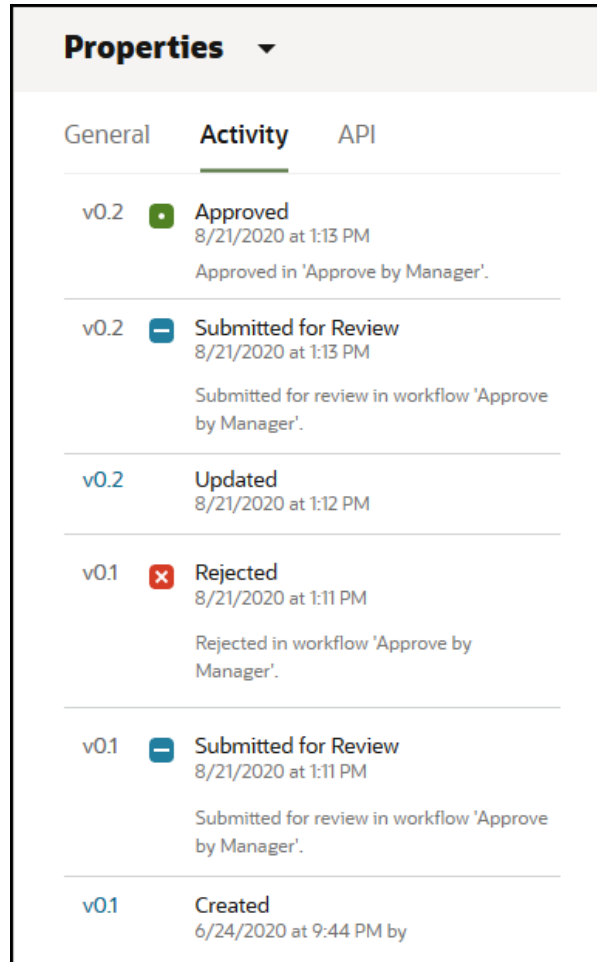 Properties
General Activity API
v0.2 Approved
8/21/2020 at 1:13 PM
Approved in 'Approve by Manager'.
v0.2 Submitted for Review
8/21/2020 at 1:13 PM
Submitted for review in workflow 'Approve
by Manager'.
v0.2 Updated
8/21/2020 at 1:12 PM
v0.1 Rejected
8/21/2020 at 1:11 PM
Rejected in workflow 'Approve by
Manager'.
v0.1 Submitted for Review
8/21/2020 at 1:11 PM
Submitted for review in workflow 'Approve
by Manager'.
v0.1 Created
6/24/2020 at 9:44 PM by